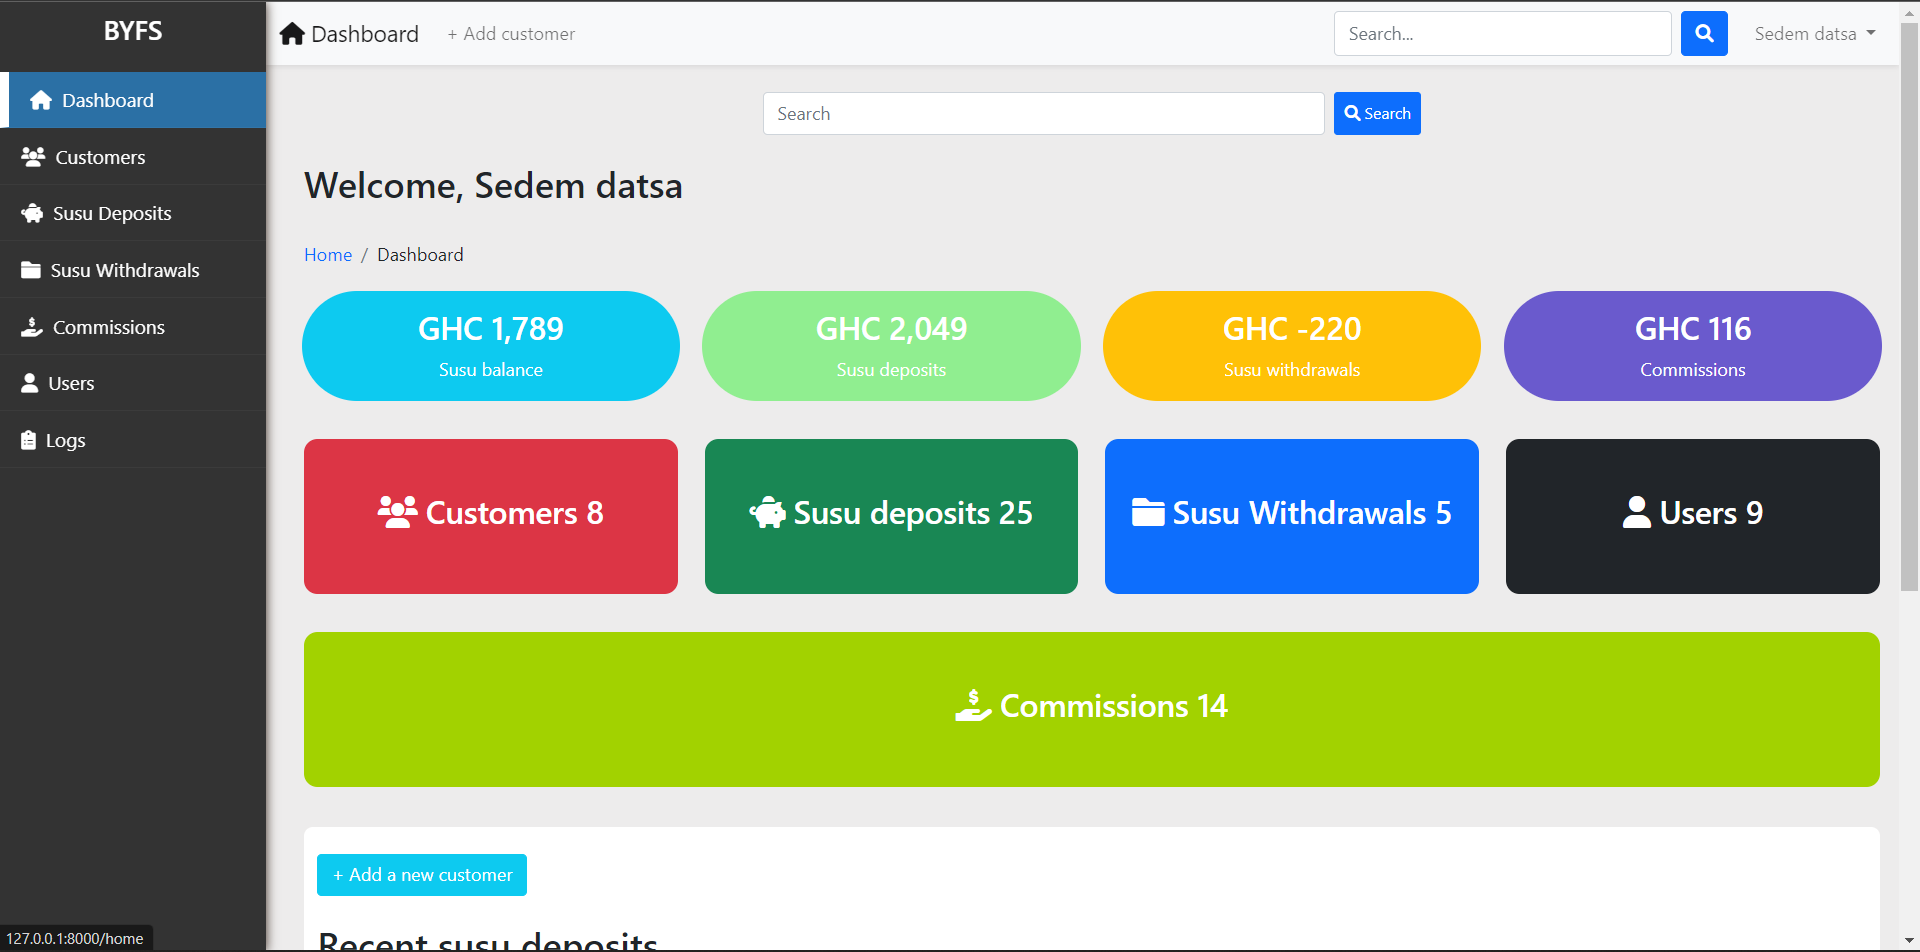 BYFS
Dashboard
Customers
Susu Deposits
Susu Withdrawals
Commissions
Users
Logs
Dashboard
+ Add customer
Search...
Sedem datsa
Search
Search
Welcome, Sedem datsa
Home / Dashboard
GHC 1,789
Susu balance
GHC 2,049
Susu deposits
GHC -220
Susu withdrawals
GHC 116
Commissions
Customers 8
Susu deposits 25
Susu Withdrawals 5
Users 9
Commissions 14
+ Add a new customer
Recent susu deposits
127.0.0.1:8000/home